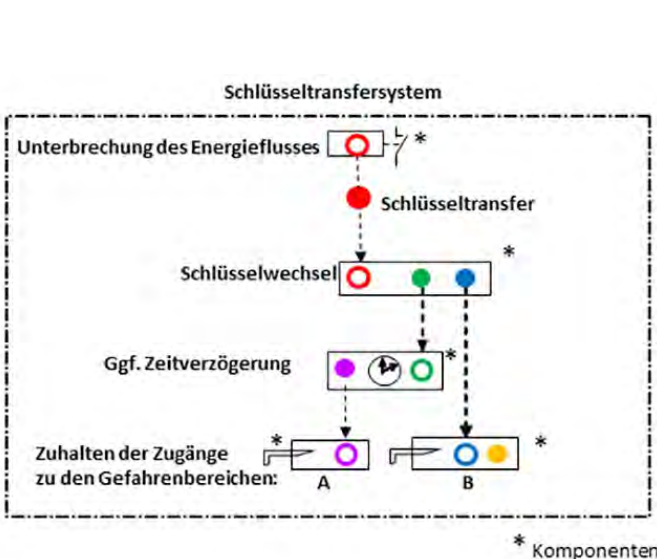 Schlüsseltransfersystem
Unterbrechung des Energieflusses
*
Schlüsseltransfer
*
Schlüsselwechsel
Ggf. Zeitverzögerung
*
Zuhalten der Zugänge
zu den Gefahrenbereichen:
*
*
A
B
* Komponenten